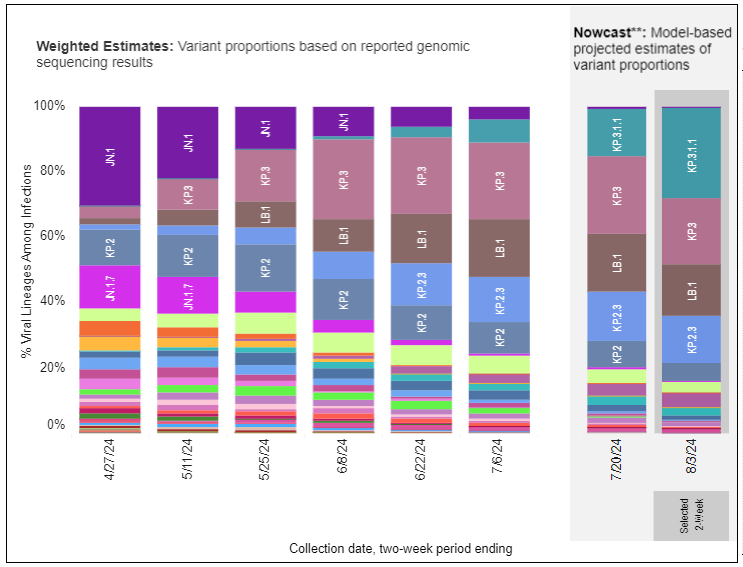 Weighted Estimates: Variant proportions based on reported genomic
sequencing results
Nowcast**: Model-based
projected estimates of
variant proportions
% Viral Lineages Among Infections
100%
80%
60%
40%
20%
0%
JN.1
KP.2
JN.1.7
JN.1
KP.3
KP.2
JN.1.7
JN.1
KP.3
LB.1
KP.2
JN.1
KP.3
LB.1
KP.2
KP.3
LB.1
KP.2.3
KP.2
KP.3
LB.1
KP.2.3
KP.2
KP.3.1.1
KP.3
LB.1
KP.2.3
KP.2
KP.3.1.1
KP.3
LB.1
KP.2.3
4/27/24
5/11/24
5/25/24
6/8/24
6/22/24
7/6/24
7/20/24
8/3/24
Selected
2-Week
Collection date, two-week period ending